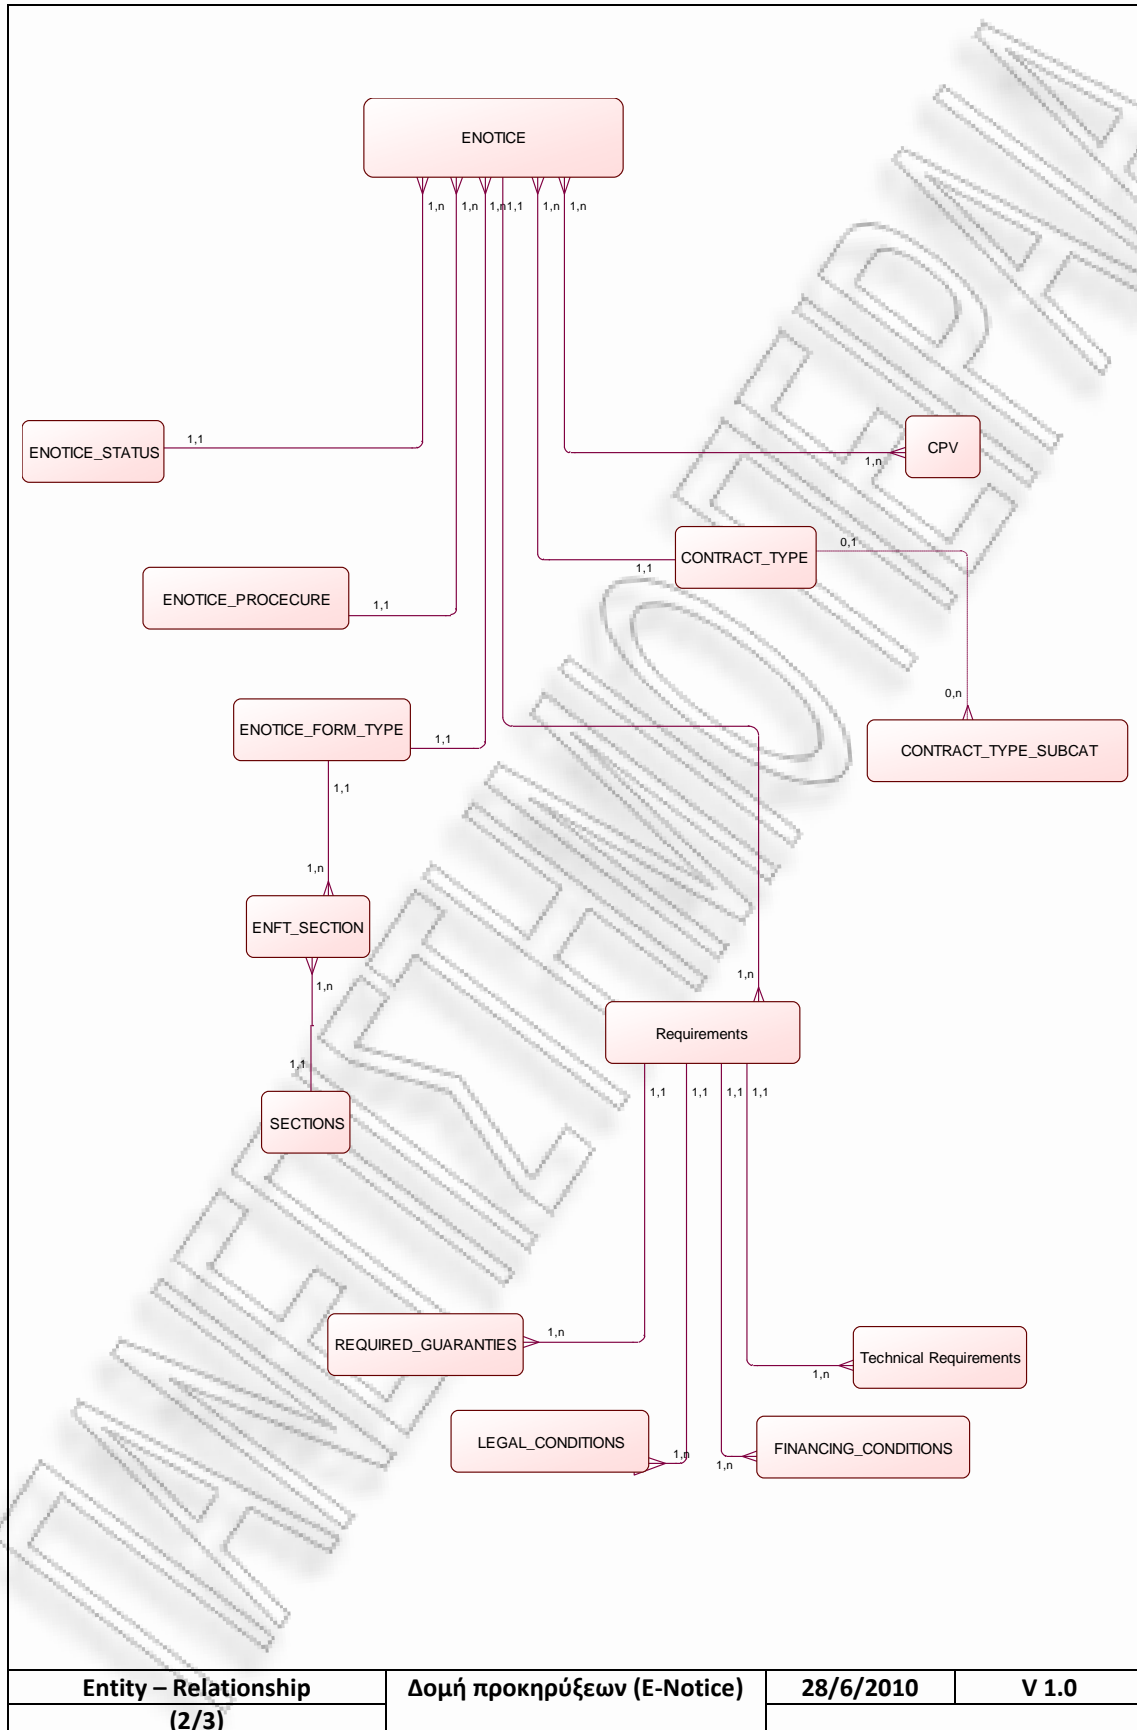 ENOTICE
1,n 1,n 1,n 1,1 1,n 1,n
ENOTICE_STATUS
1,1
CPV
1,n
CONTRACT_TYPE
0,1
1,1
ENOTICE_PROCECURE
1,1
0,n
CONTRACT_TYPE_SUBCAT
ENOTICE_FORM_TYPE
1,1
1,1
1,n
ENFT_SECTION
1,n
1,n
Requirements
1,1
SECTIONS
1,1 1,1 1,1 1,1
REQUIRED_GUARANTIES
1,n
Technical Requirements
1,n
LEGAL_CONDITIONS
1,n
FINANCING_CONDITIONS
1,n
ΠΑΝΕΠΙΣΤΗΜΙΟ ΠΕΙΡΑΙΑ
Entity – Relationship
(2/3)
Δομή προκηρύξεων (E-Notice)
28/6/2010
V 1.0